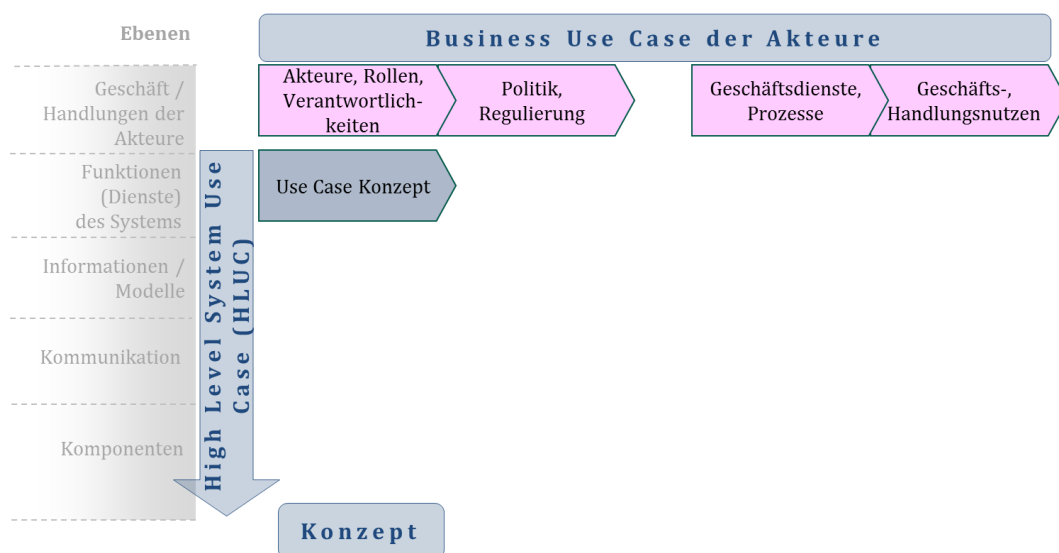 Ebenen
Business Use Case der Akteure
Geschäft /
Handlungen der
Akteure
Akteure, Rollen,
Verantwortlich-
keiten
Politik,
Regulierung
Geschäftsdienste,
Prozesse
Geschäfts-,
Handlungsnutzen
Funktionen
(Dienste)
des Systems
Use Case Konzept
High Level System Use
Case (HLUC)
Informationen /
Modelle
Kommunikation
Komponenten
Konzept